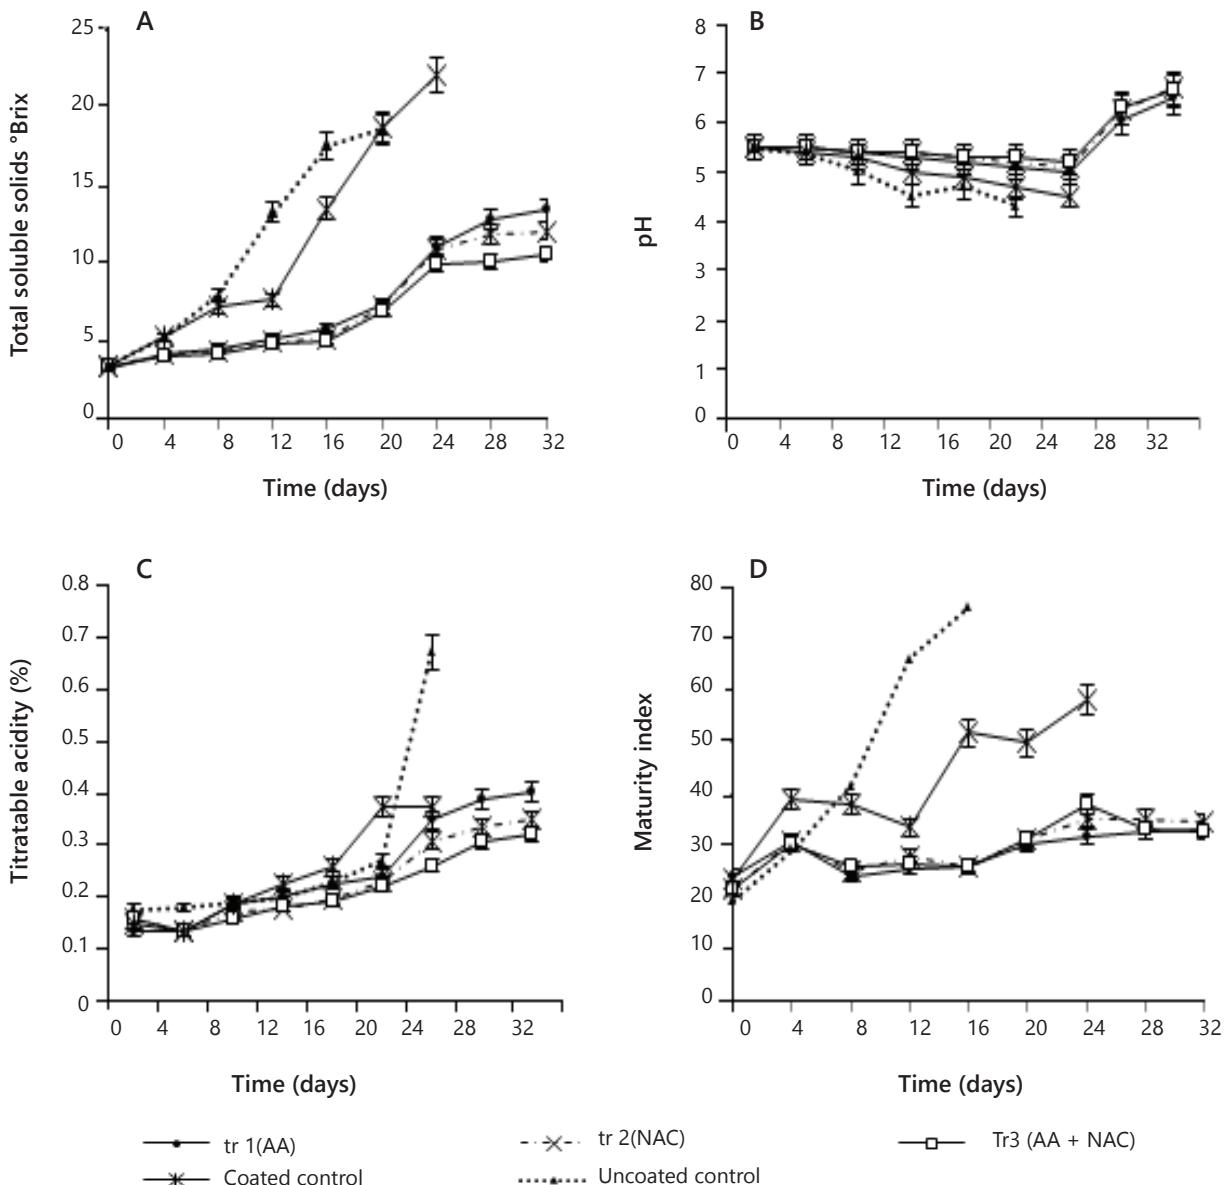 A
25
20
15
10
5
0
Total soluble solids °Brix
0 4 8 12 16 20 24 28 32
Time (days)
B
8
7
6
5
4
3
2
1
0
pH
0 4 8 12 16 20 24 28 32
Time (days)
C
0.8
0.7
0.6
0.5
0.4
0.3
0.2
0.1
0
Titratable acidity (%)
0 4 8 12 16 20 24 28 32
Time (days)
D
80
70
60
50
40
30
20
10
0
Maturity index
0 4 8 12 16 20 24 28 32
Time (days)
tr 1(AA)
tr 2(NAC)
Tr3 (AA + NAC)
Coated control
Uncoated control